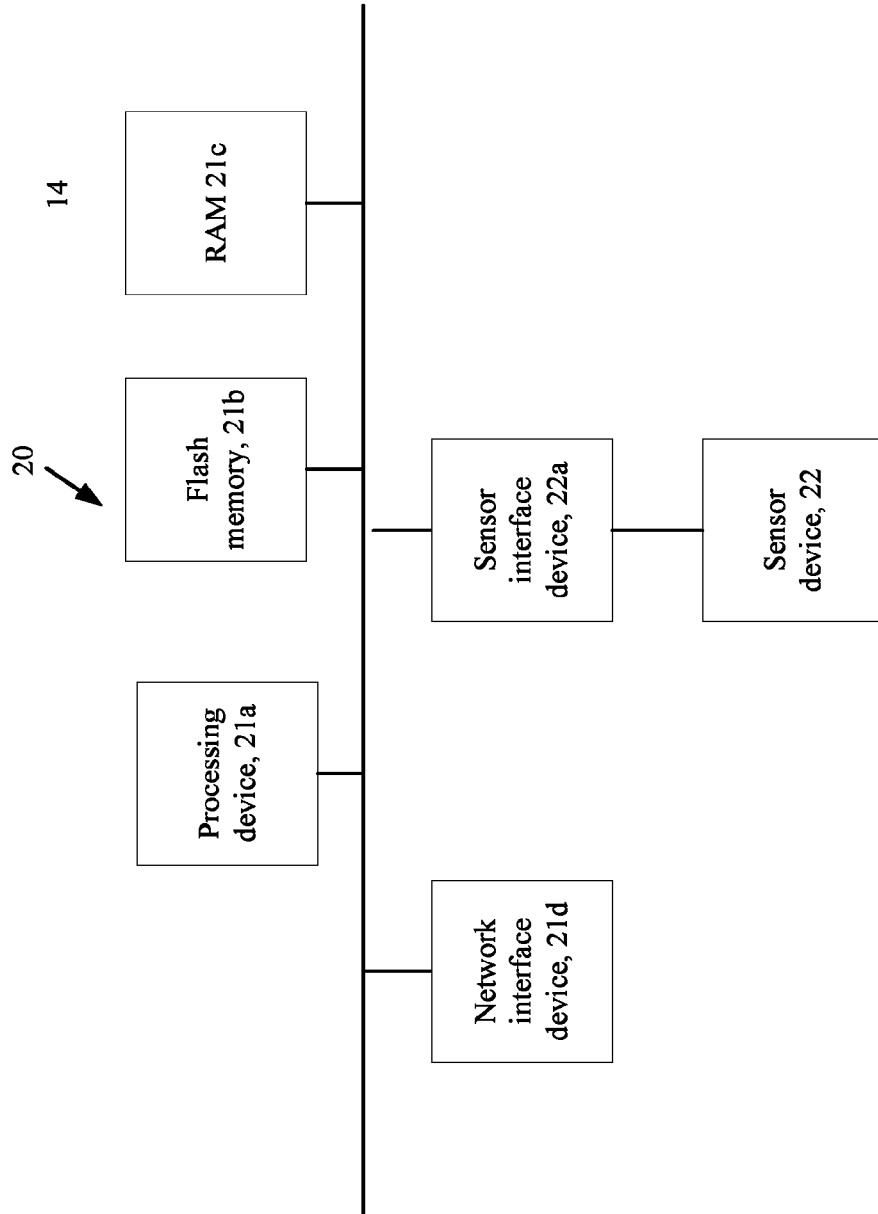 14
20
Processing
device, 21a
Flash
memory, 21b
RAM 21c
Network
interface
device, 21d
Sensor
interface
device, 22a
Sensor
device, 22